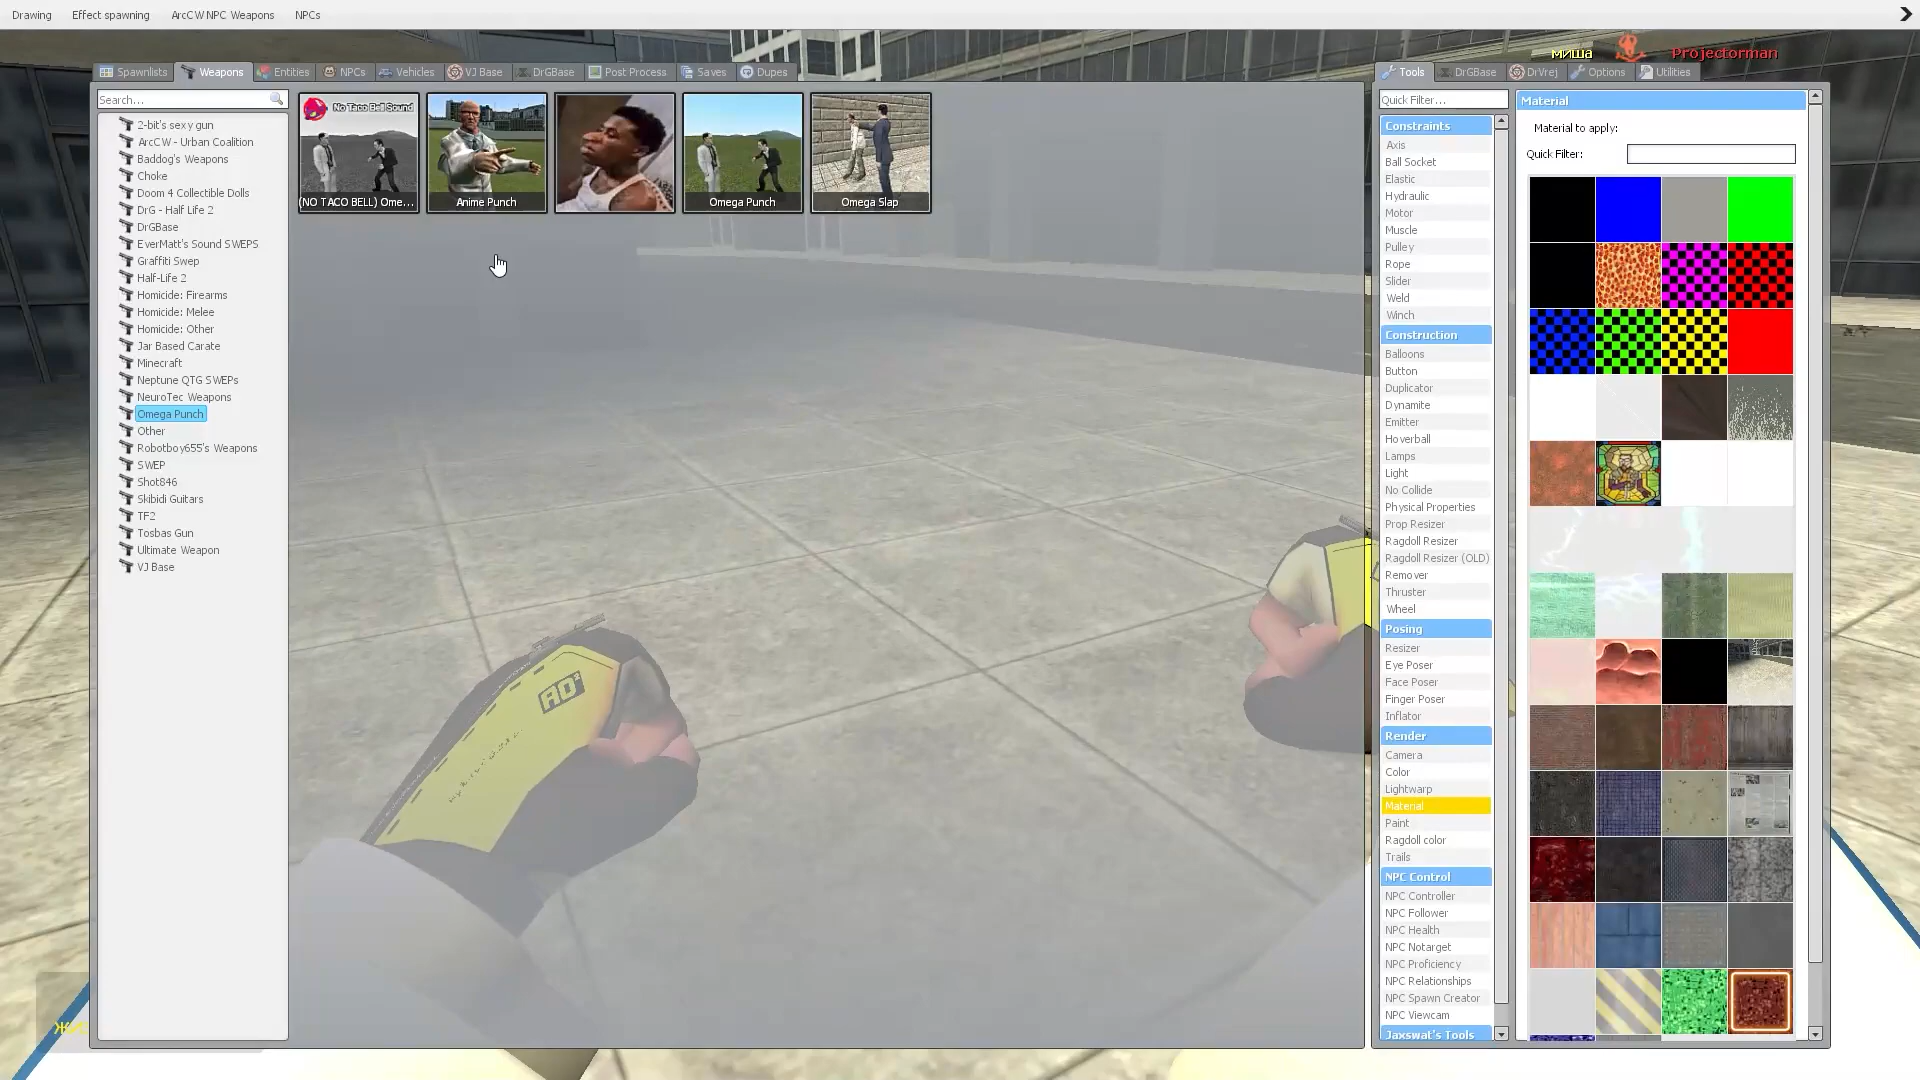 Drawing Effect spawning ArcCW NPC Weapons NPCs
миша Projectorman
Spawnlists Weapons Entities NPCs Vehicles VJ Base DrGBase Post Process Saves Dupes
Search...
2-bit's sexy gun
ArcCW - Urban Coalition
Baddog's Weapons
Choke
Doom 4 Collectible Dolls
DrG - Half Life 2
DrGBase
EverMatt's Sound SWEPS
Graffiti Swep
Half-Life 2
Homicide: Firearms
Homicide: Melee
Homicide: Other
Jar Based Carate
Minecraft
Neptune QTG SWEPs
NeuroTec Weapons
Omega Punch
Other
Robotboy655's Weapons
SWEP
Shot846
Skibidi Guitars
TF2
Tosbas Gun
Ultimate Weapon
VJ Base
No Taco Bell Sound
(NO TACO BELL) Ome...
Anime Punch
Omega Punch
Omega Slap
Tools DrGBase DrVrej Options Utilities
Quick Filter...
Constraints
Axis
Ball Socket
Elastic
Hydraulic
Motor
Muscle
Pulley
Rope
Slider
Weld
Winch
Construction
Balloons
Button
Duplicator
Dynamite
Emitter
Hoverball
Lamps
Light
No Collide
Physical Properties
Prop Resizer
Ragdoll Resizer
Ragdoll Resizer (OLD)
Remover
Thruster
Wheel
Posing
Resizer
Eye Poser
Face Poser
Finger Poser
Inflator
Render
Camera
Color
Lightwarp
Material
Paint
Ragdoll color
Trails
NPC Control
NPC Controller
NPC Follower
NPC Health
NPC Notarget
NPC Proficiency
NPC Relationships
NPC Spawn Creator
NPC Viewcam
Jaxswat's Tools
Material
Material to apply:
Quick Filter: